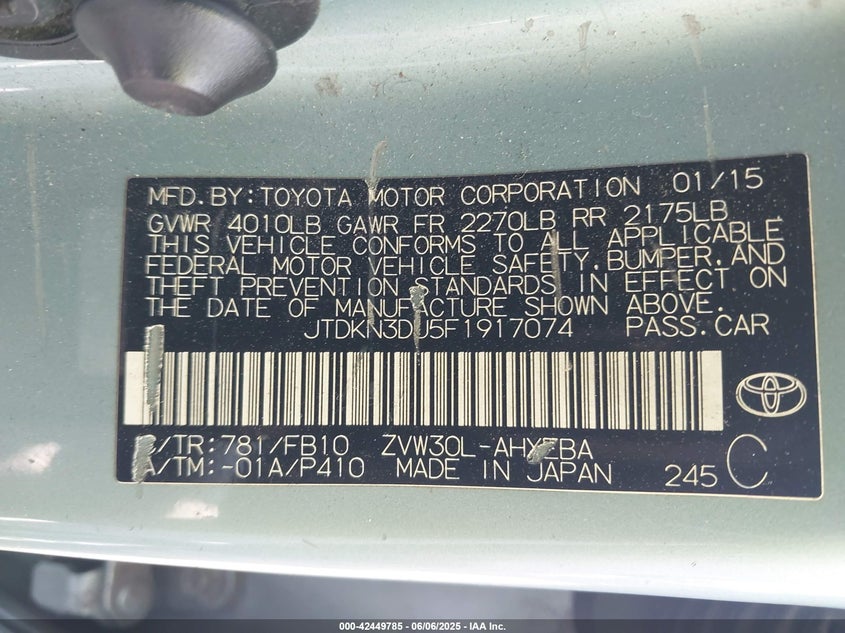 MFD. BY: TOYOTA MOTOR CORPORATION 01/15
GVWR 4010LB GAWR FR 2270LB RR 2175LB
THIS VEHICLE CONFORMS TO ALL APPLICABLE
FEDERAL MOTOR VEHICLE SAFETY, BUMPER, AND
THEFT PREVENTION STANDARDS IN EFFECT ON
THE DATE OF MANUFACTURE SHOWN ABOVE.
JTDKN3DU5F1917074 PASS. CAR
/TR: 781/FB10 ZVW30L-AHXEBA
A/TM: -01A/P410 MADE IN JAPAN 245 C
000-42449785 - 06/06/2025 - IAA Inc.